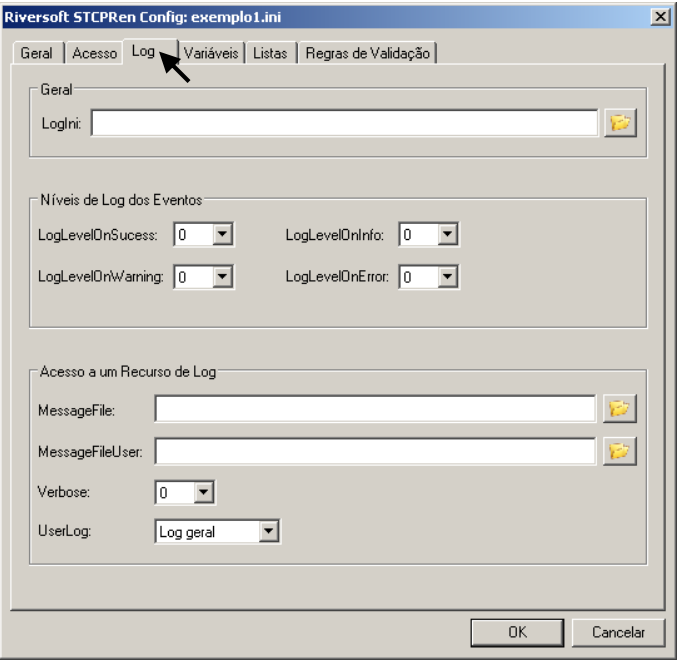 Riversoft STCPRen Config: exemplo1.ini
Geral Acesso Log Variáveis Listas Regras de Validação
Geral
LogIni:
Níveis de Log dos Eventos
LogLevelOnSucess: 0 LogLevelOnInfo: 0
LogLevelOnWarning: 0 LogLevelOnError: 0
Acesso a um Recurso de Log
MessageFile:
MessageFileUser:
Verbose: 0
UserLog: Log geral
OK Cancelar